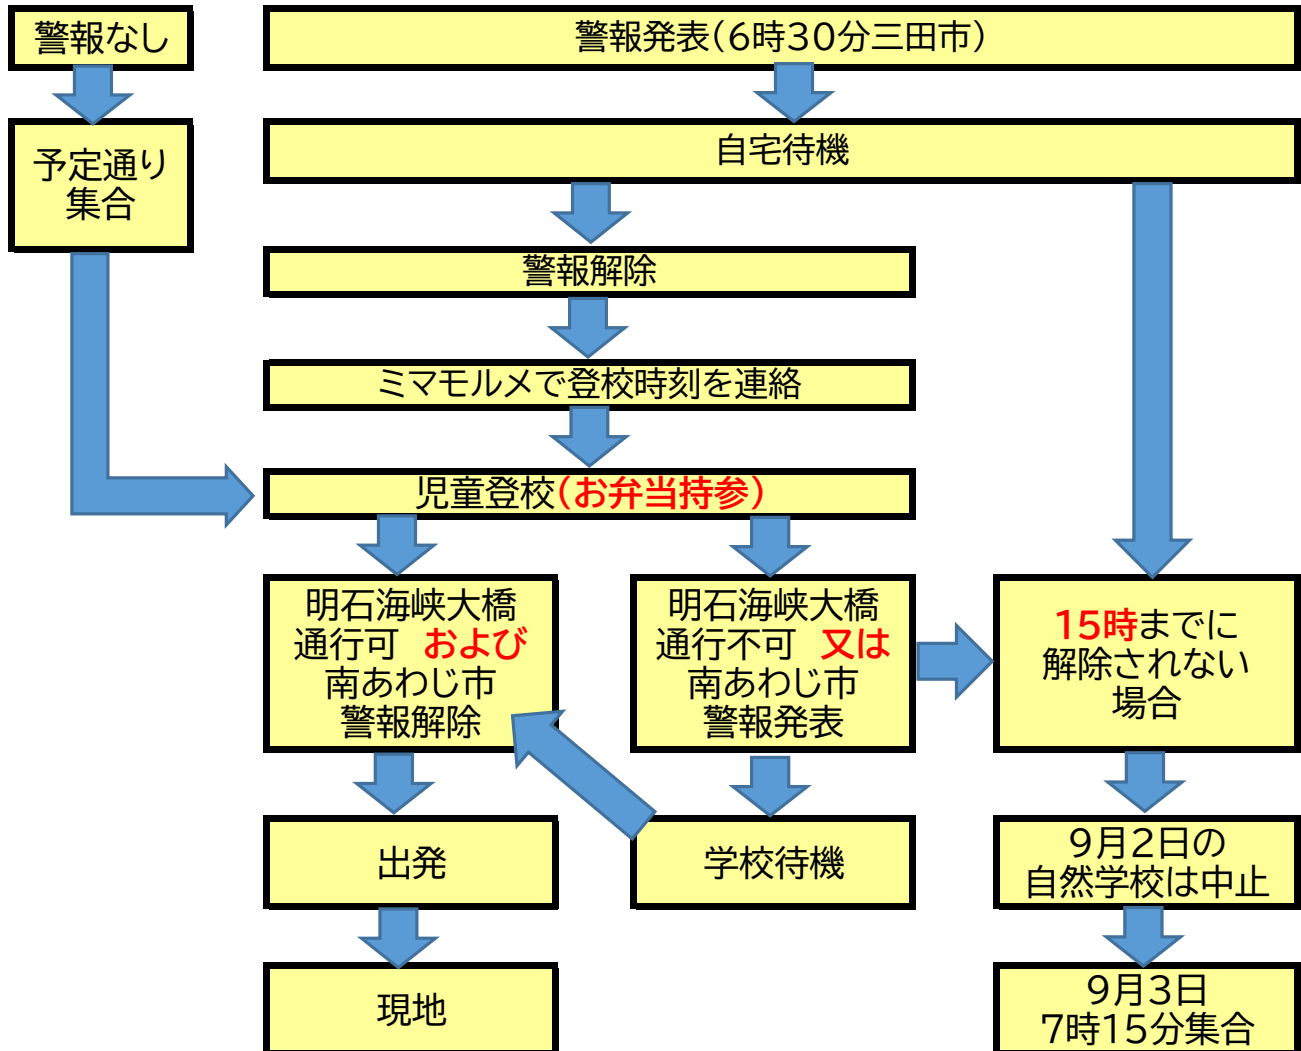 警報なし
警報発表(6時30分三田市)
予定通り
集合
自宅待機
警報解除
ミマモルメで登校時刻を連絡
児童登校(お弁当持参)
明石海峡大橋
通行可　および
南あわじ市
警報解除
明石海峡大橋
通行不可　又は
南あわじ市
警報発表
15時までに
解除されない
場合
出発
学校待機
9月2日の
自然学校は中止
現地
9月3日
7時15分集合